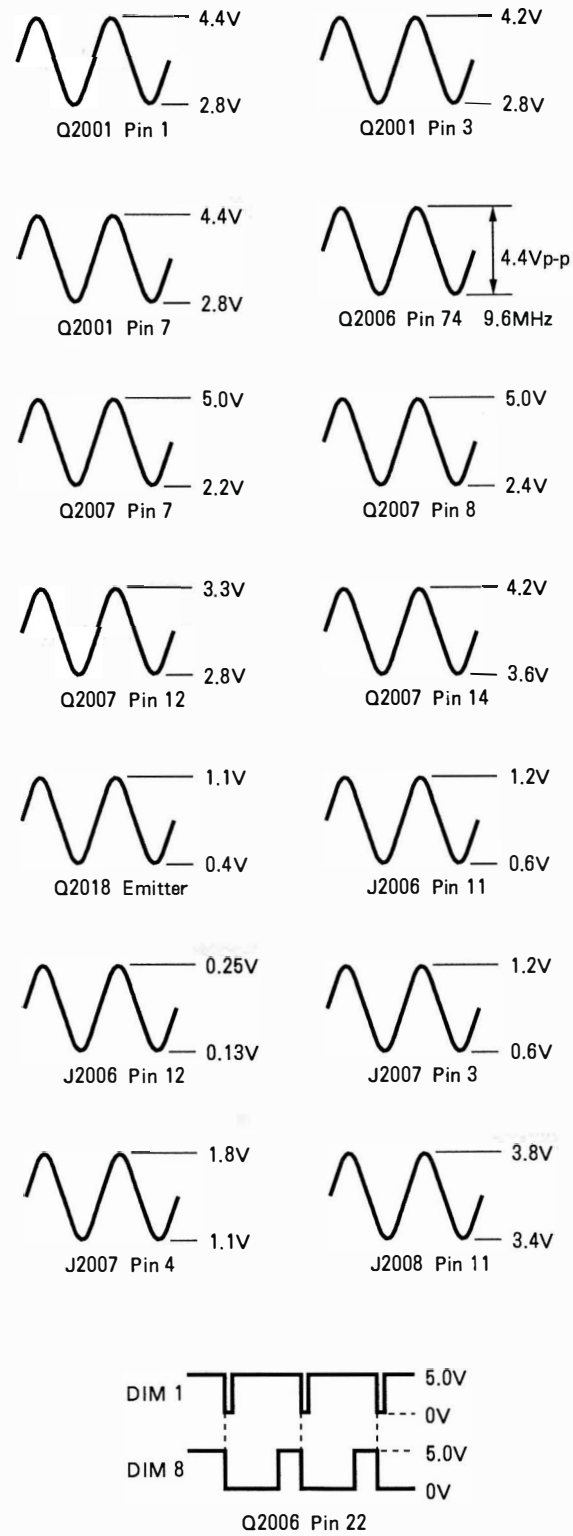 4.4V
2.8V
Q2001 Pin 1
4.2V
2.8V
Q2001 Pin 3
4.4V
2.8V
Q2001 Pin 7
4.4Vp-p
Q2006 Pin 74 9.6MHz
5.0V
2.2V
Q2007 Pin 7
5.0V
2.4V
Q2007 Pin 8
3.3V
2.8V
Q2007 Pin 12
4.2V
3.6V
Q2007 Pin 14
1.1V
0.4V
Q2018 Emitter
1.2V
0.6V
J2006 Pin 11
0.25V
0.13V
J2006 Pin 12
1.2V
0.6V
J2007 Pin 3
1.8V
1.1V
J2007 Pin 4
3.8V
3.4V
J2008 Pin 11
DIM 1
5.0V
0V
DIM 8
5.0V
0V
Q2006 Pin 22